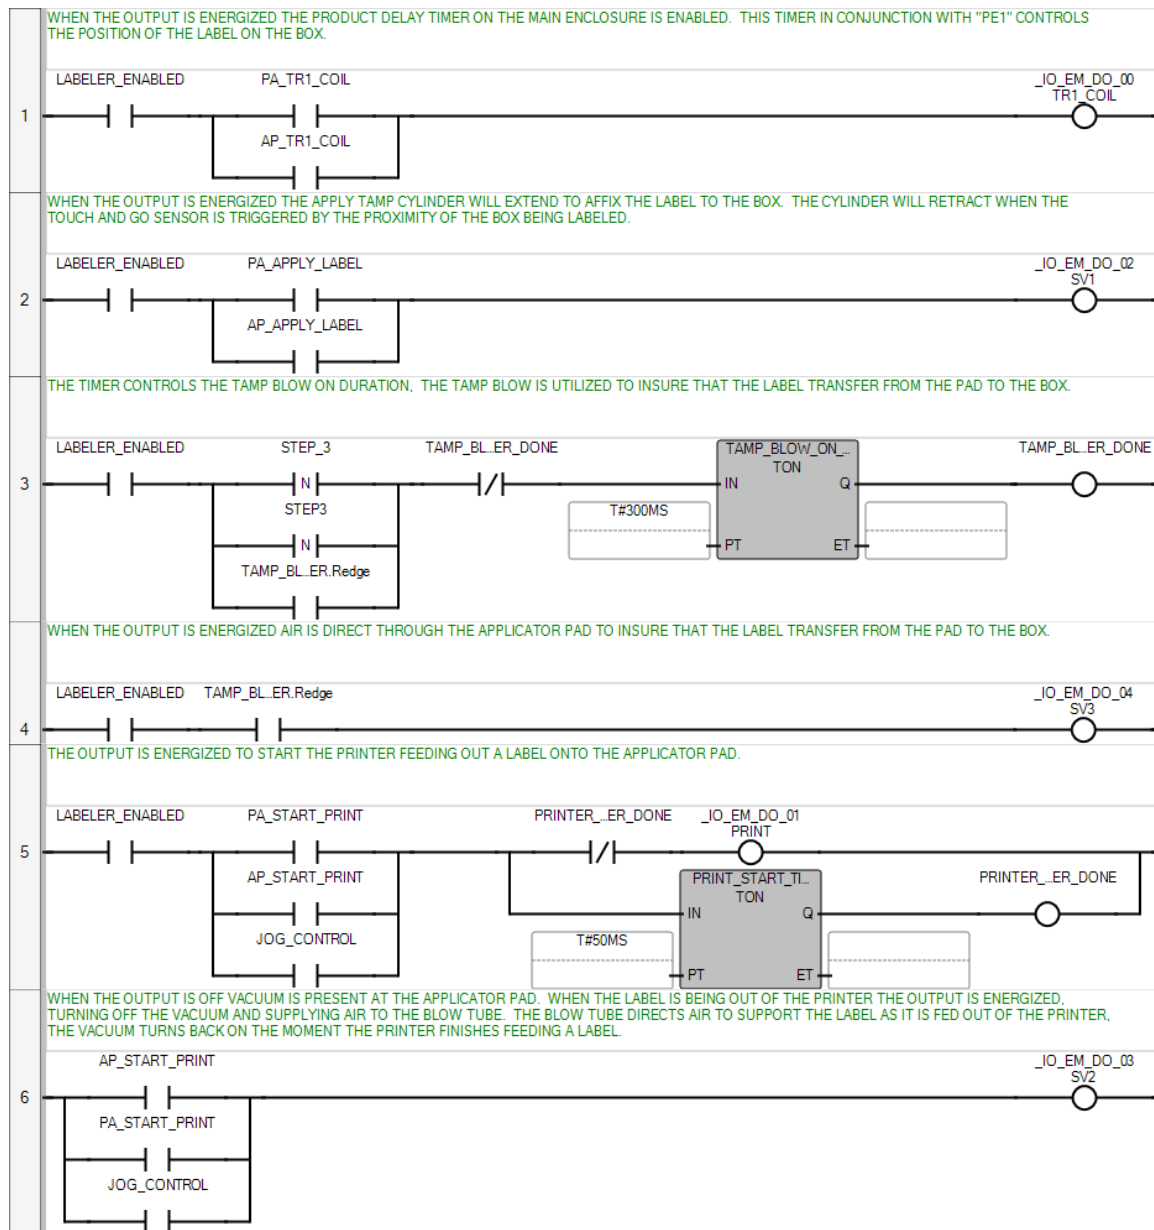 WHEN THE OUTPUT IS ENERGIZED THE PRODUCT DELAY TIMER ON THE MAIN ENCLOSURE IS ENABLED. THIS TIMER IN CONJUNCTION WITH "PE1" CONTROLS
THE POSITION OF THE LABEL ON THE BOX.
LABELER_ENABLED PA_TR1_COIL _IO_EM_DO_00
TR1_COIL
1
AP_TR1_COIL
WHEN THE OUTPUT IS ENERGIZED THE APPLY TAMP CYLINDER WILL EXTEND TO AFFIX THE LABEL TO THE BOX. THE CYLINDER WILL RETRACT WHEN THE
TOUCH AND GO SENSOR IS TRIGGERED BY THE PROXIMITY OF THE BOX BEING LABELED.
LABELER_ENABLED PA_APPLY_LABEL _IO_EM_DO_02
SV1
2
AP_APPLY_LABEL
THE TIMER CONTROLS THE TAMP BLOW ON DURATION, THE TAMP BLOW IS UTILIZED TO INSURE THAT THE LABEL TRANSFER FROM THE PAD TO THE BOX.
LABELER_ENABLED STEP_3 TAMP_BL...ER_DONE TAMP_BLOW_ON_... TAMP_BL...ER_DONE
TON
3 N IN Q
STEP3 T#300MS
N PT ET
TAMP_BL...ER.Redge
WHEN THE OUTPUT IS ENERGIZED AIR IS DIRECT THROUGH THE APPLICATOR PAD TO INSURE THAT THE LABEL TRANSFER FROM THE PAD TO THE BOX.
LABELER_ENABLED TAMP_BL...ER.Redge _IO_EM_DO_04
SV3
4
THE OUTPUT IS ENERGIZED TO START THE PRINTER FEEDING OUT A LABEL ONTO THE APPLICATOR PAD.
LABELER_ENABLED PA_START_PRINT PRINTER_...ER_DONE _IO_EM_DO_01
PRINT
5
AP_START_PRINT PRINT_START_TI... PRINTER_...ER_DONE
TON
IN Q
JOG_CONTROL T#50MS
PT ET
WHEN THE OUTPUT IS OFF VACUUM IS PRESENT AT THE APPLICATOR PAD. WHEN THE LABEL IS BEING OUT OF THE PRINTER THE OUTPUT IS ENERGIZED,
TURNING OFF THE VACUUM AND SUPPLYING AIR TO THE BLOW TUBE. THE BLOW TUBE DIRECTS AIR TO SUPPORT THE LABEL AS IT IS FED OUT OF THE PRINTER,
THE VACUUM TURNS BACK ON THE MOMENT THE PRINTER FINISHES FEEDING A LABEL.
AP_START_PRINT _IO_EM_DO_03
SV2
6
PA_START_PRINT
JOG_CONTROL